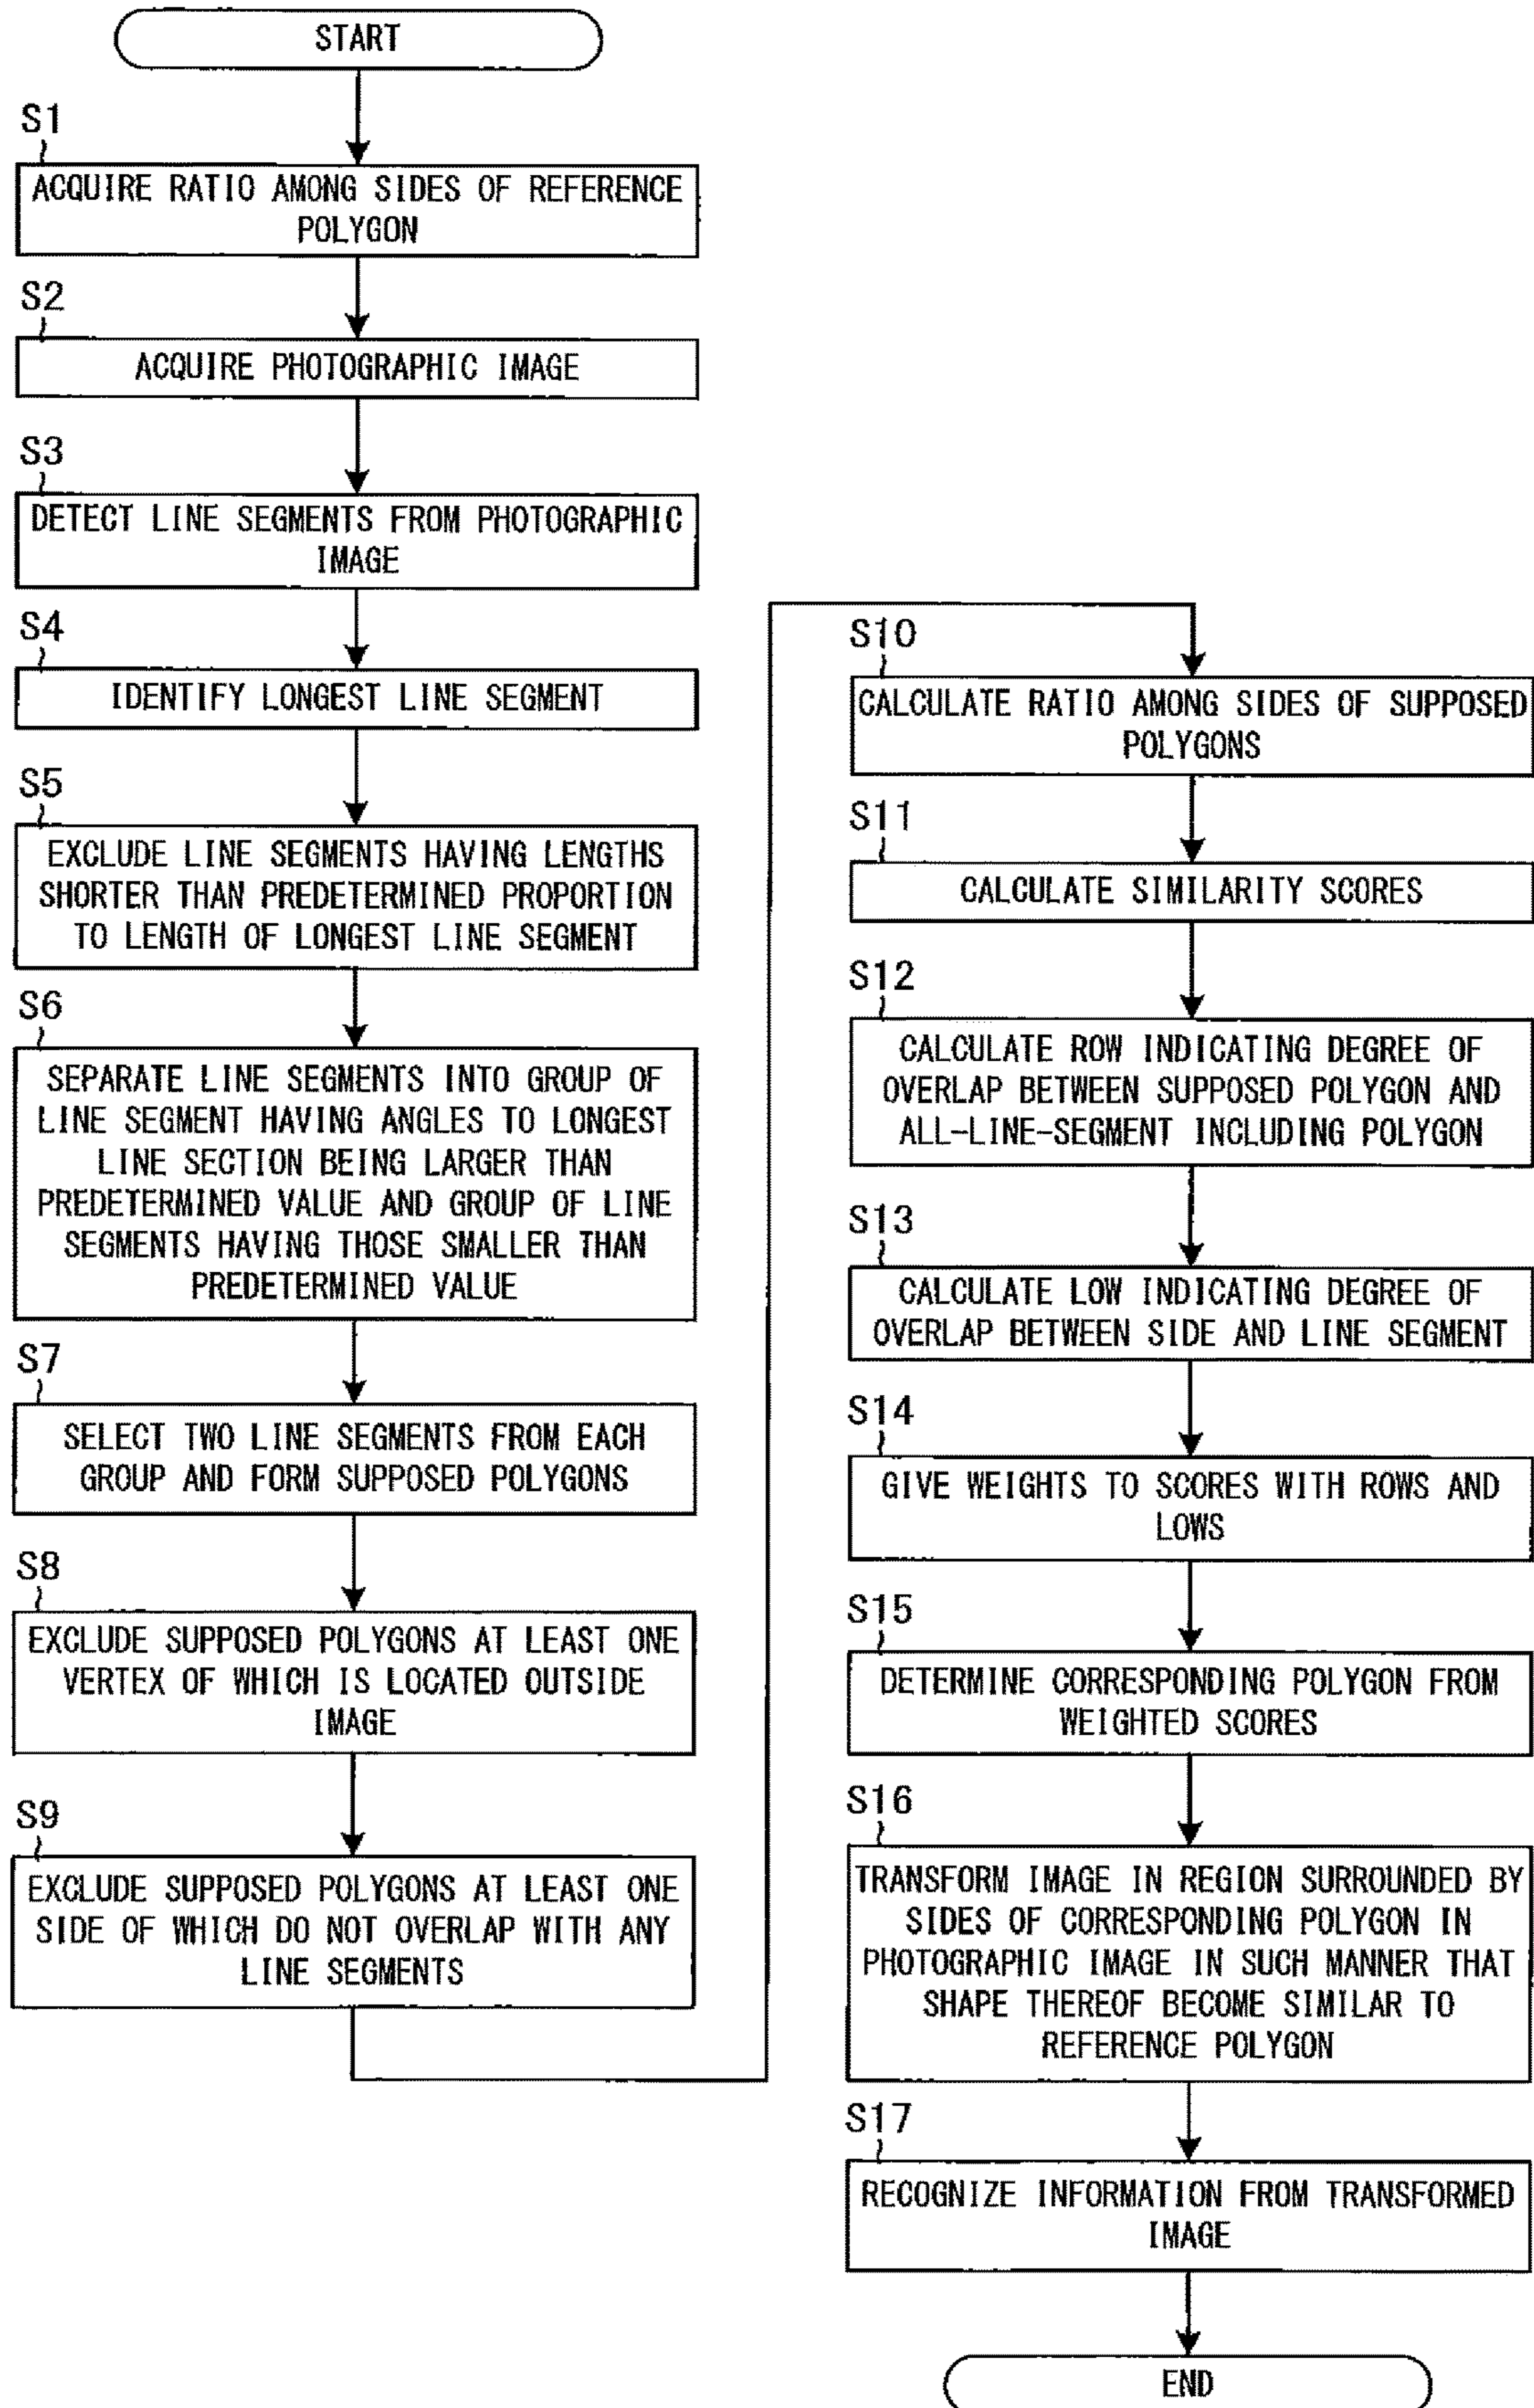 START
S1
ACQUIRE RATIO AMONG SIDES OF REFERENCE
POLYGON
S2
ACQUIRE PHOTOGRAPHIC IMAGE
S3
DETECT LINE SEGMENTS FROM PHOTOGRAPHIC
IMAGE
S4
IDENTIFY LONGEST LINE SEGMENT
S5
EXCLUDE LINE SEGMENTS HAVING LENGTHS
SHORTER THAN PREDETERMINED PROPORTION
TO LENGTH OF LONGEST LINE SEGMENT
S6
SEPARATE LINE SEGMENTS INTO GROUP OF
LINE SEGMENT HAVING ANGLES TO LONGEST
LINE SECTION BEING LARGER THAN
PREDETERMINED VALUE AND GROUP OF LINE
SEGMENTS HAVING THOSE SMALLER THAN
PREDETERMINED VALUE
S7
SELECT TWO LINE SEGMENTS FROM EACH
GROUP AND FORM SUPPOSED POLYGONS
S8
EXCLUDE SUPPOSED POLYGONS AT LEAST ONE
VERTEX OF WHICH IS LOCATED OUTSIDE
IMAGE
S9
EXCLUDE SUPPOSED POLYGONS AT LEAST ONE
SIDE OF WHICH DO NOT OVERLAP WITH ANY
LINE SEGMENTS
S10
CALCULATE RATIO AMONG SIDES OF SUPPOSED
POLYGONS
S11
CALCULATE SIMILARITY SCORES
S12
CALCULATE ROW INDICATING DEGREE OF
OVERLAP BETWEEN SUPPOSED POLYGON AND
ALL-LINE-SEGMENT INCLUDING POLYGON
S13
CALCULATE LOW INDICATING DEGREE OF
OVERLAP BETWEEN SIDE AND LINE SEGMENT
S14
GIVE WEIGHTS TO SCORES WITH ROWS AND
LOWS
S15
DETERMINE CORRESPONDING POLYGON FROM
WEIGHTED SCORES
S16
TRANSFORM IMAGE IN REGION SURROUNDED BY
SIDES OF CORRESPONDING POLYGON IN
PHOTOGRAPHIC IMAGE IN SUCH MANNER THAT
SHAPE THEREOF BECOME SIMILAR TO
REFERENCE POLYGON
S17
RECOGNIZE INFORMATION FROM TRANSFORMED
IMAGE
END